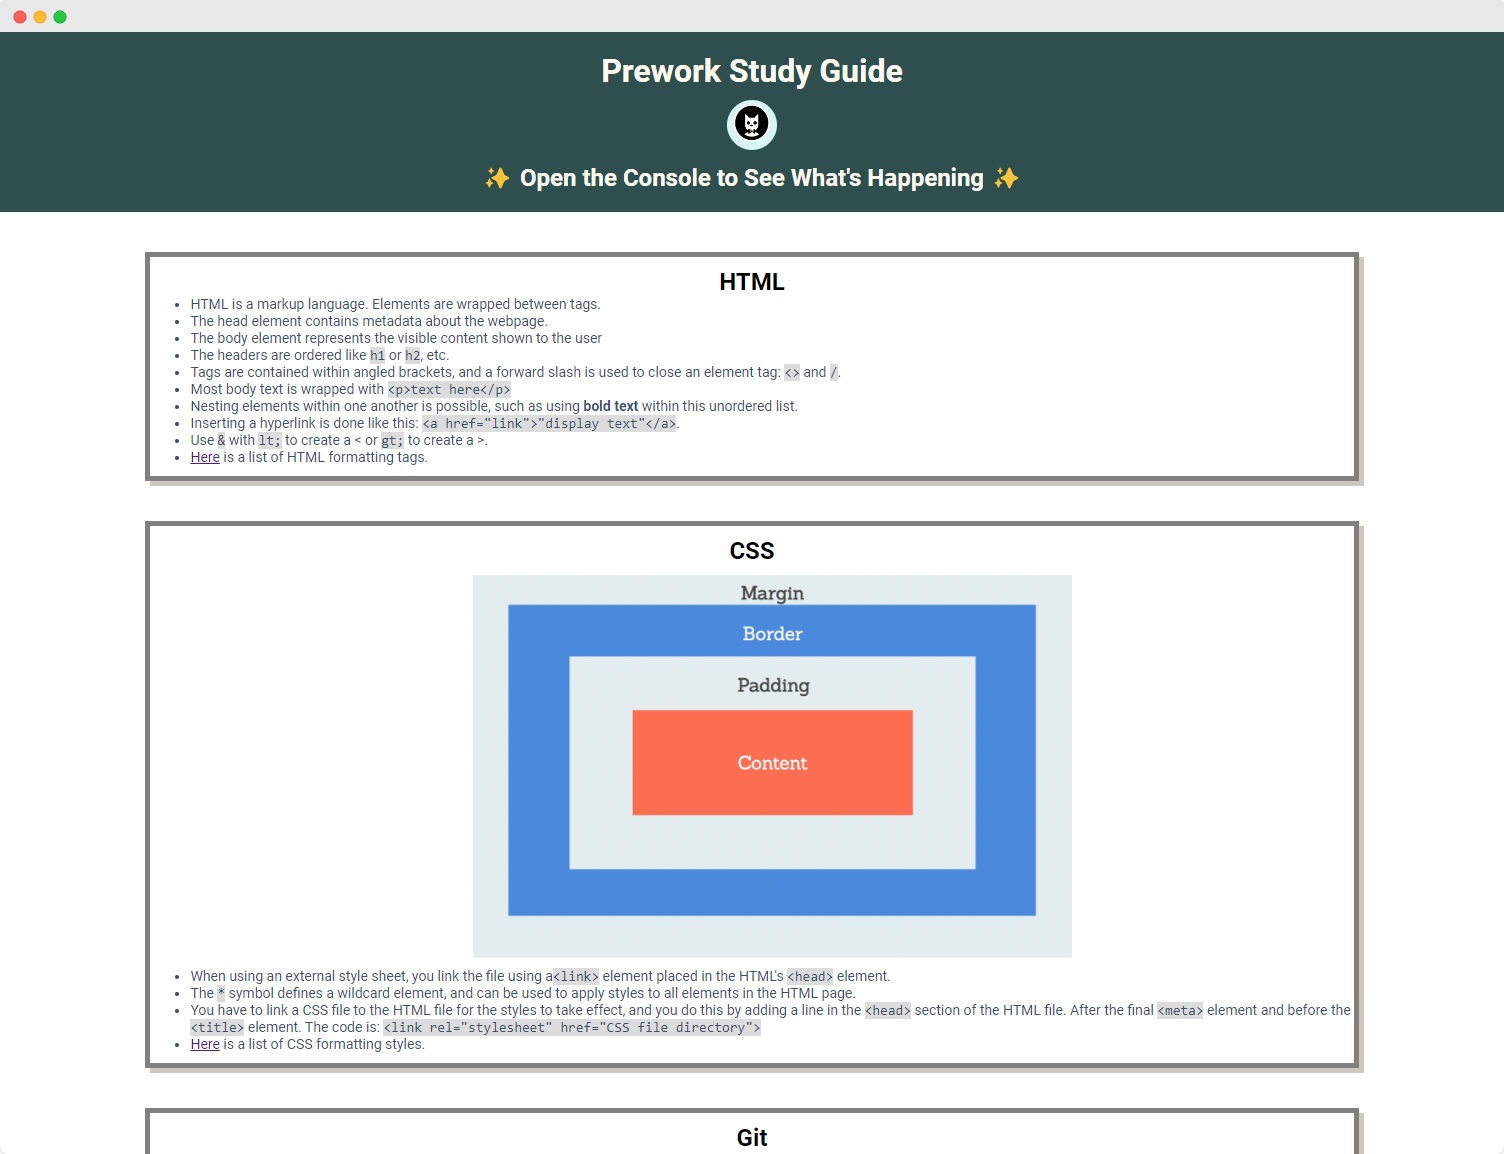 Prework Study Guide
✨ Open the Console to See What's Happening ✨
HTML
• HTML is a markup language. Elements are wrapped between tags.
• The head element contains metadata about the webpage.
• The body element represents the visible content shown to the user
• The headers are ordered like h1 or h2, etc.
• Tags are contained within angled brackets, and a forward slash is used to close an element tag: <> and /.
• Most body text is wrapped with <p>text here</p>
• Nesting elements within one another is possible, such as using bold text within this unordered list.
• Inserting a hyperlink is done like this: <a href="link">"display text"</a>.
• Use & with lt; to create a < or gt; to create a >.
• Here is a list of HTML formatting tags.
CSS
Margin
Border
Padding
Content
• When using an external style sheet, you link the file using a<link> element placed in the HTML's <head> element.
• The * symbol defines a wildcard element, and can be used to apply styles to all elements in the HTML page.
• You have to link a CSS file to the HTML file for the styles to take effect, and you do this by adding a line in the <head> section of the HTML file. After the final <meta> element and before the
<title> element. The code is: <link rel="stylesheet" href="CSS file directory">
• Here is a list of CSS formatting styles.
Git